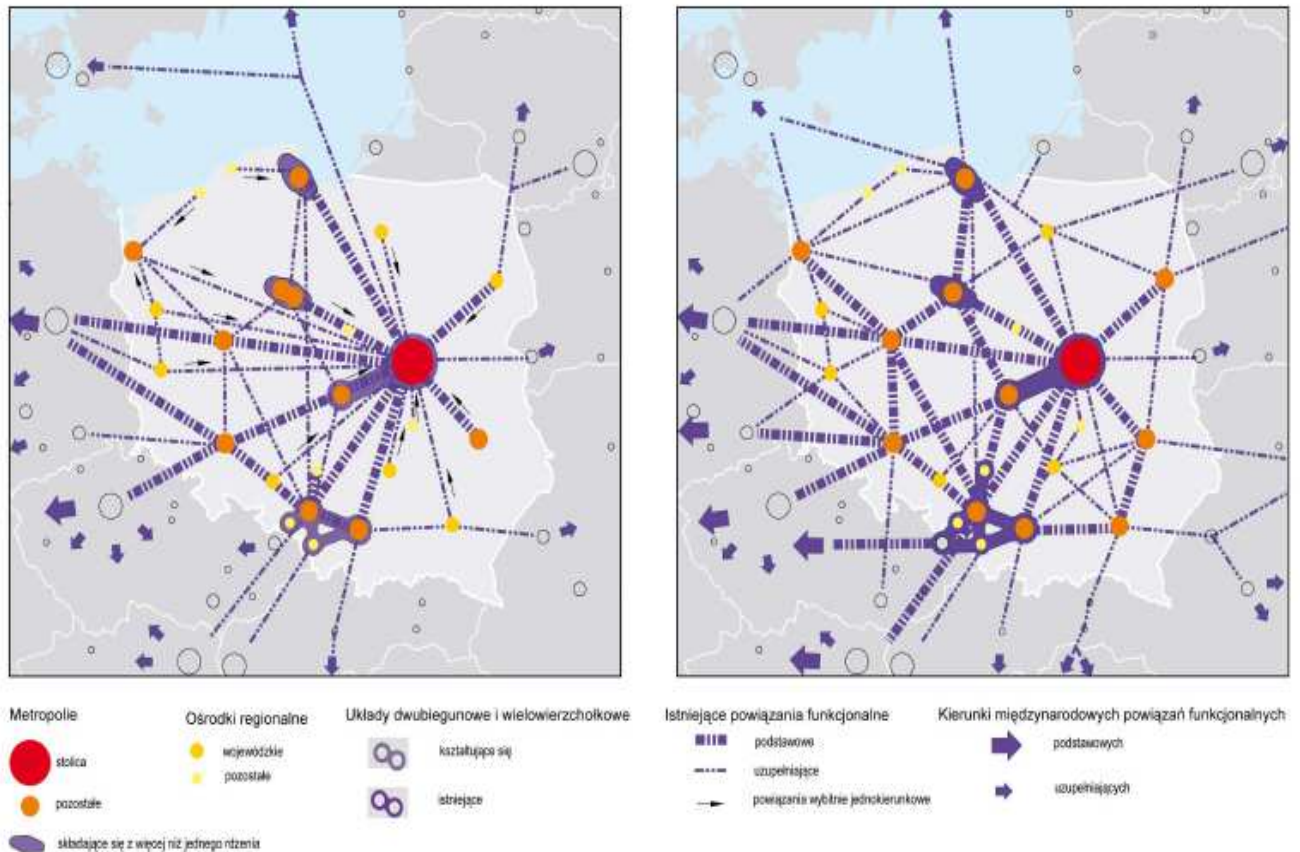 Metropolie
stolica
pozostałe
składające się z więcej niż jednego rdzenia
Ośrodki regionalne
wojewódzkie
pozostałe
Układy dwubiegunowe i wielowierzchołkowe
kształtujące się
istniejące
Istniejące powiązania funkcjonalne
podstawowe
uzupełniające
powiązania wybitnie jednokierunkowe
Kierunki międzynarodowych powiązań funkcjonalnych
podstawowych
uzupełniających